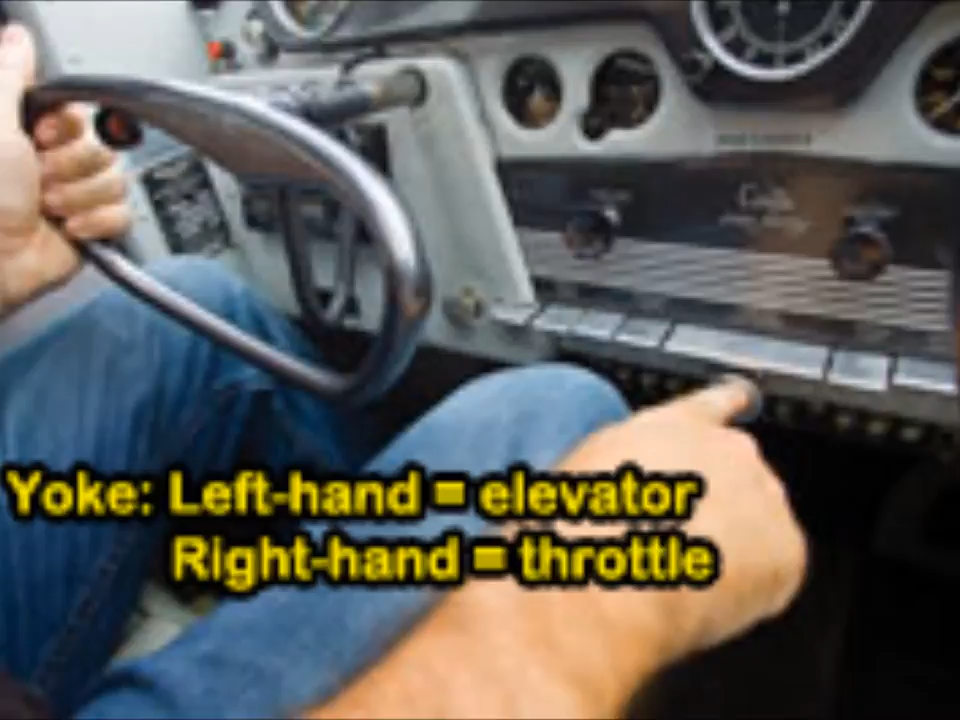 Yoke: Left-hand = elevator
Right-hand = throttle